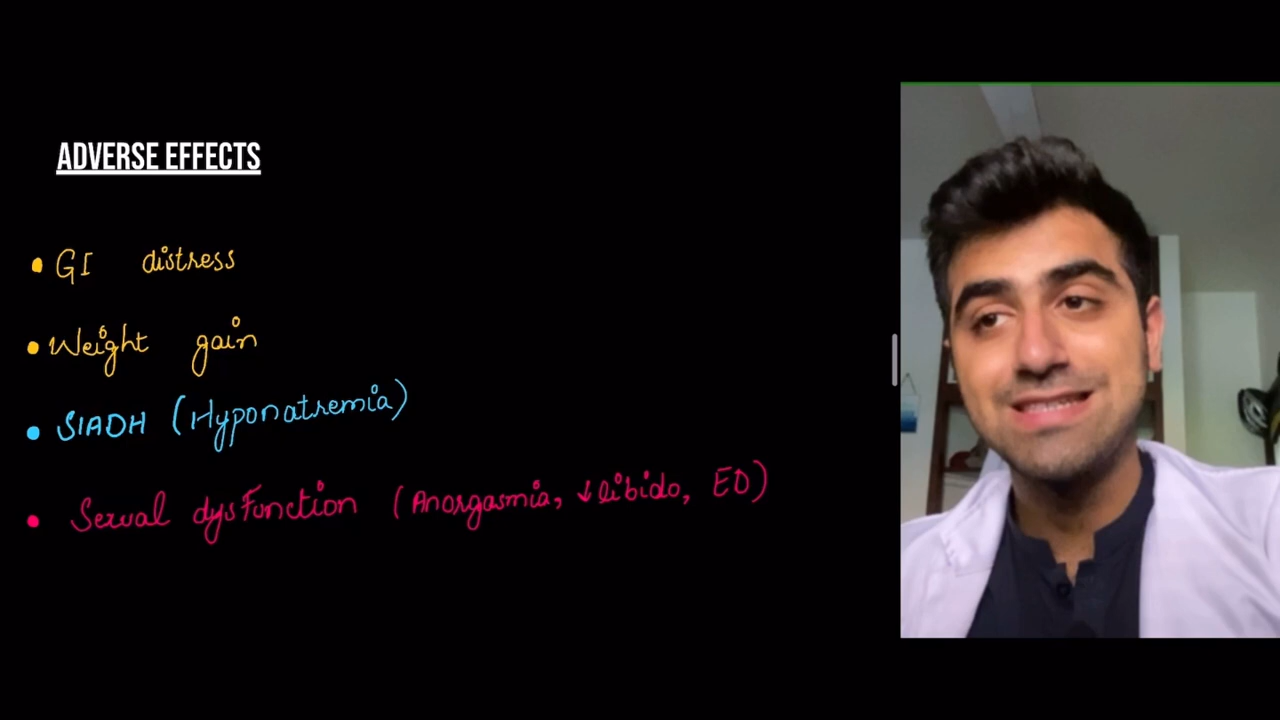 ADVERSE EFFECTS
• GI distress
• Weight gain
• SIADH (Hyponatremia)
• Sexual dysfunction (Anorgasmia, ↓libido, ED)